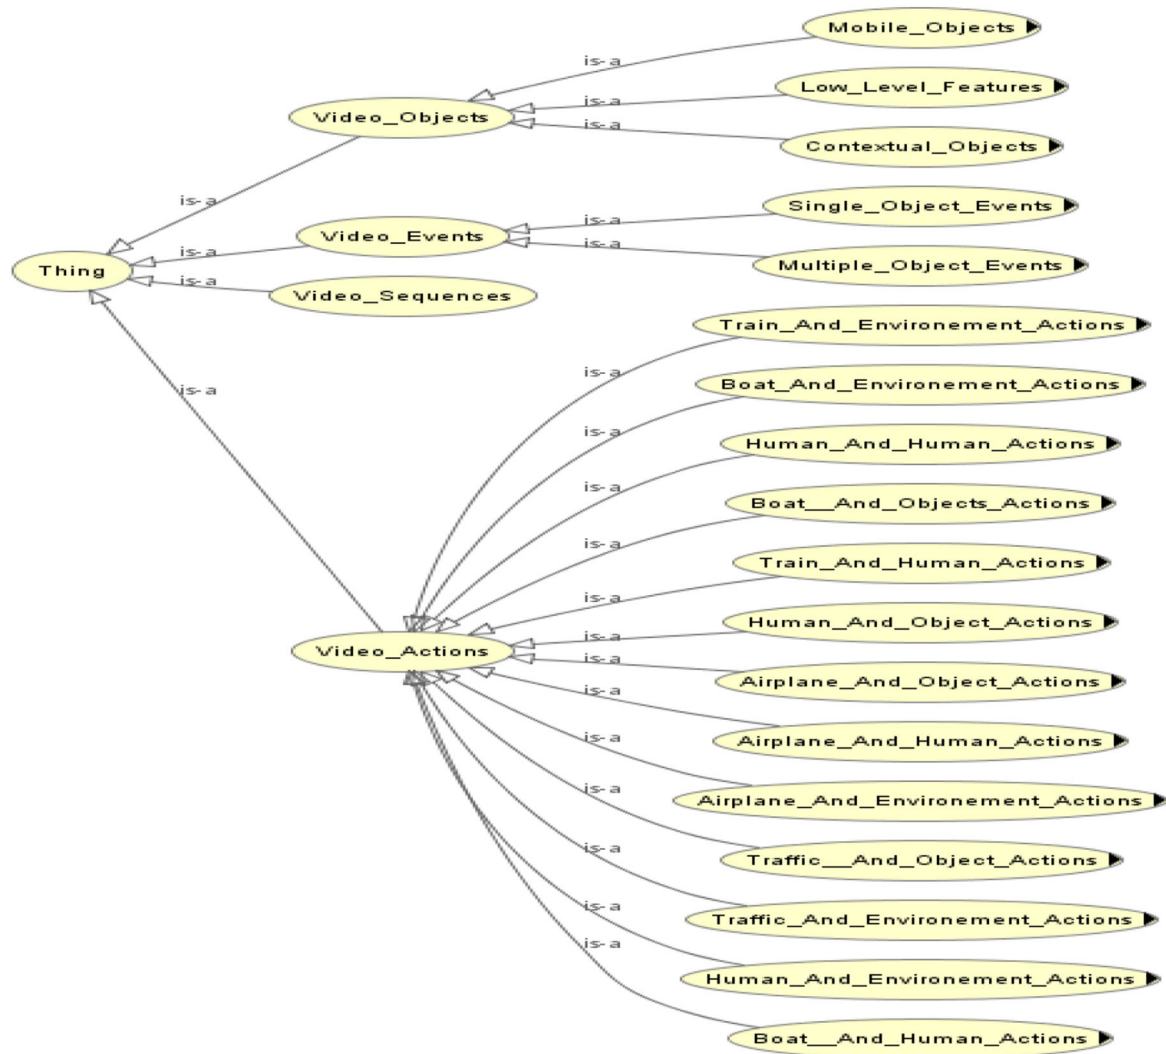 Mobile_Objects
is-a
Low_Level_Features
is-a
Video_Objects
is-a
Contextual_Objects
is-a
Single_Object_Events
is-a
Video_Events
is-a
is-a
Multiple_Object_Events
Thing
is-a
Video_Sequences
Train_And_Environement_Actions
is-a
Boat_And_Environement_Actions
is-a
is-a
Human_And_Human_Actions
is-a
Boat__And_Objects_Actions
is-a
Train_And_Human_Actions
is-a
Human_And_Object_Actions
is-a
Video_Actions
is-a
Airplane_And_Object_Actions
is-a
Airplane_And_Human_Actions
is-a
Airplane_And_Environement_Actions
is-a
Traffic__And_Object_Actions
is-a
Traffic_And_Environement_Actions
is-a
Human_And_Environement_Actions
is-a
Boat__And_Human_Actions